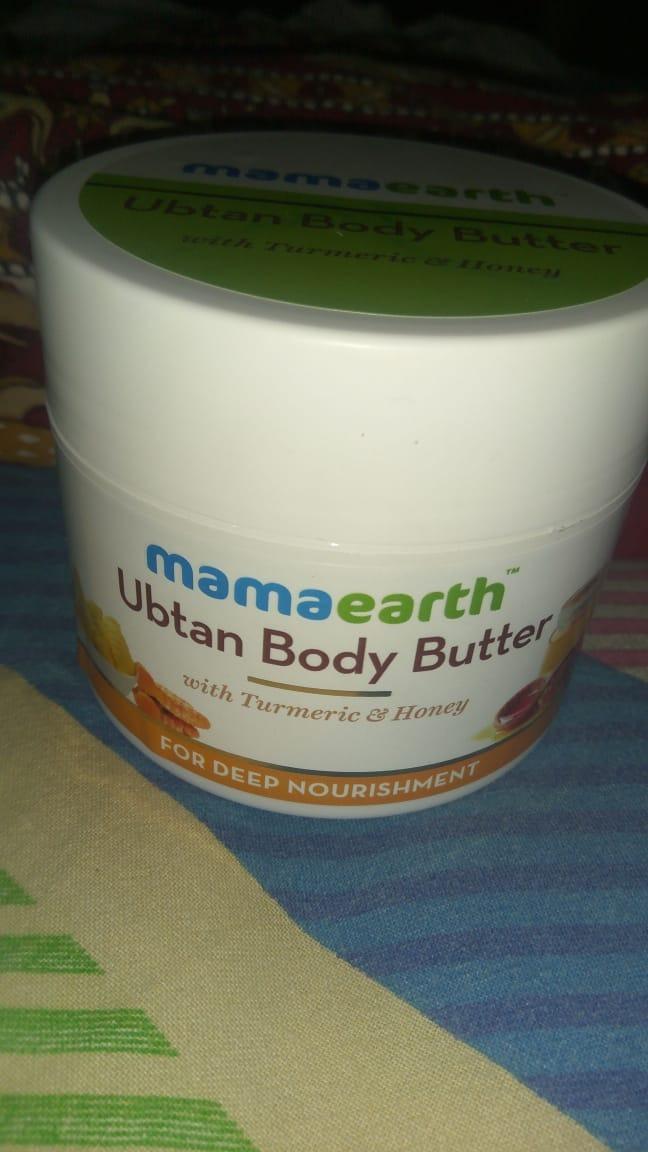 mamaearth
Ubtan Body Butter
with Turmeric & Honey
mamaearth™
Ubtan Body Butter
with Turmeric & Honey
FOR DEEP NOURISHMENT